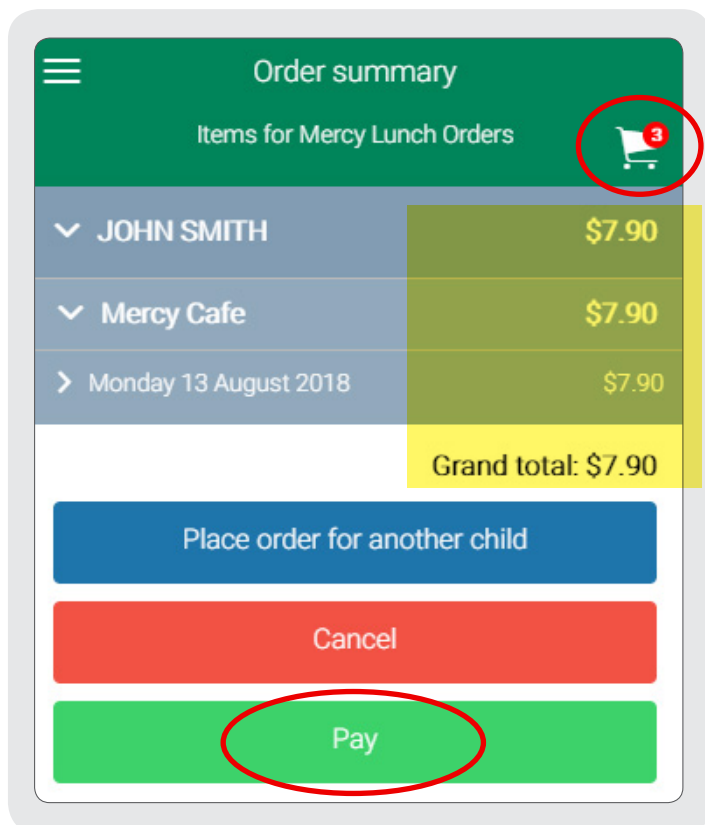 Order summary
Items for Mercy Lunch Orders
3
JOHN SMITH $7.90
Mercy Cafe $7.90
Monday 13 August 2018 $7.90
Grand total: $7.90
Place order for another child
Cancel
Pay